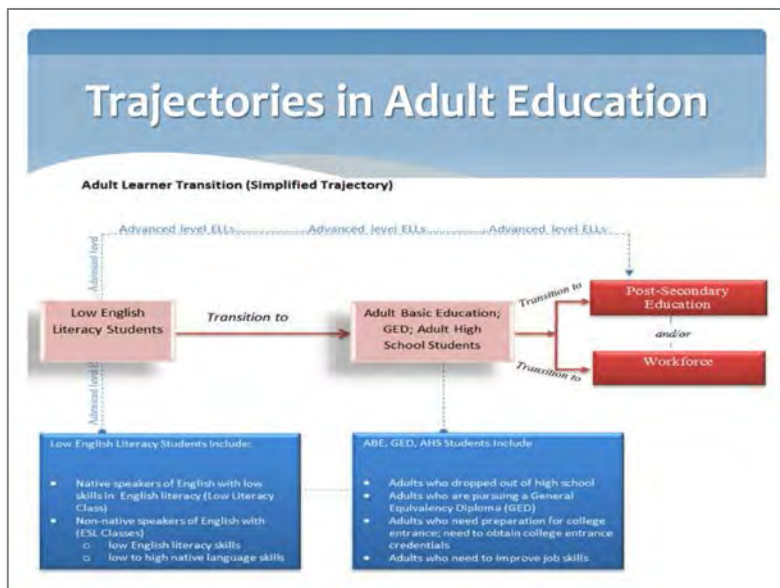 Trajectories in Adult Education
Adult Learner Transition (Simplified Trajectory)
Advanced level ELLs...................Advanced level ELLs...................Advanced level ELLs
Advanced level
Low English
Literacy Students
Transition to
Adult Basic Education;
GED; Adult High
School Students
Transition to
Post-Secondary
Education
and/or
Transition to
Workforce
Advanced level
Low English Literacy Students Include:
Native speakers of English with low
skills in English literacy (Low Literacy
Class)
Non-native speakers of English with
(ESL Classes)
low English literacy skills
low to high native language skills
ABE, GED, AHS Students Include
Adults who dropped out of high school
Adults who are pursuing a General
Equivalency Diploma (GED)
Adults who need preparation for college
entrance; need to obtain college entrance
credentials
Adults who need to improve job skills